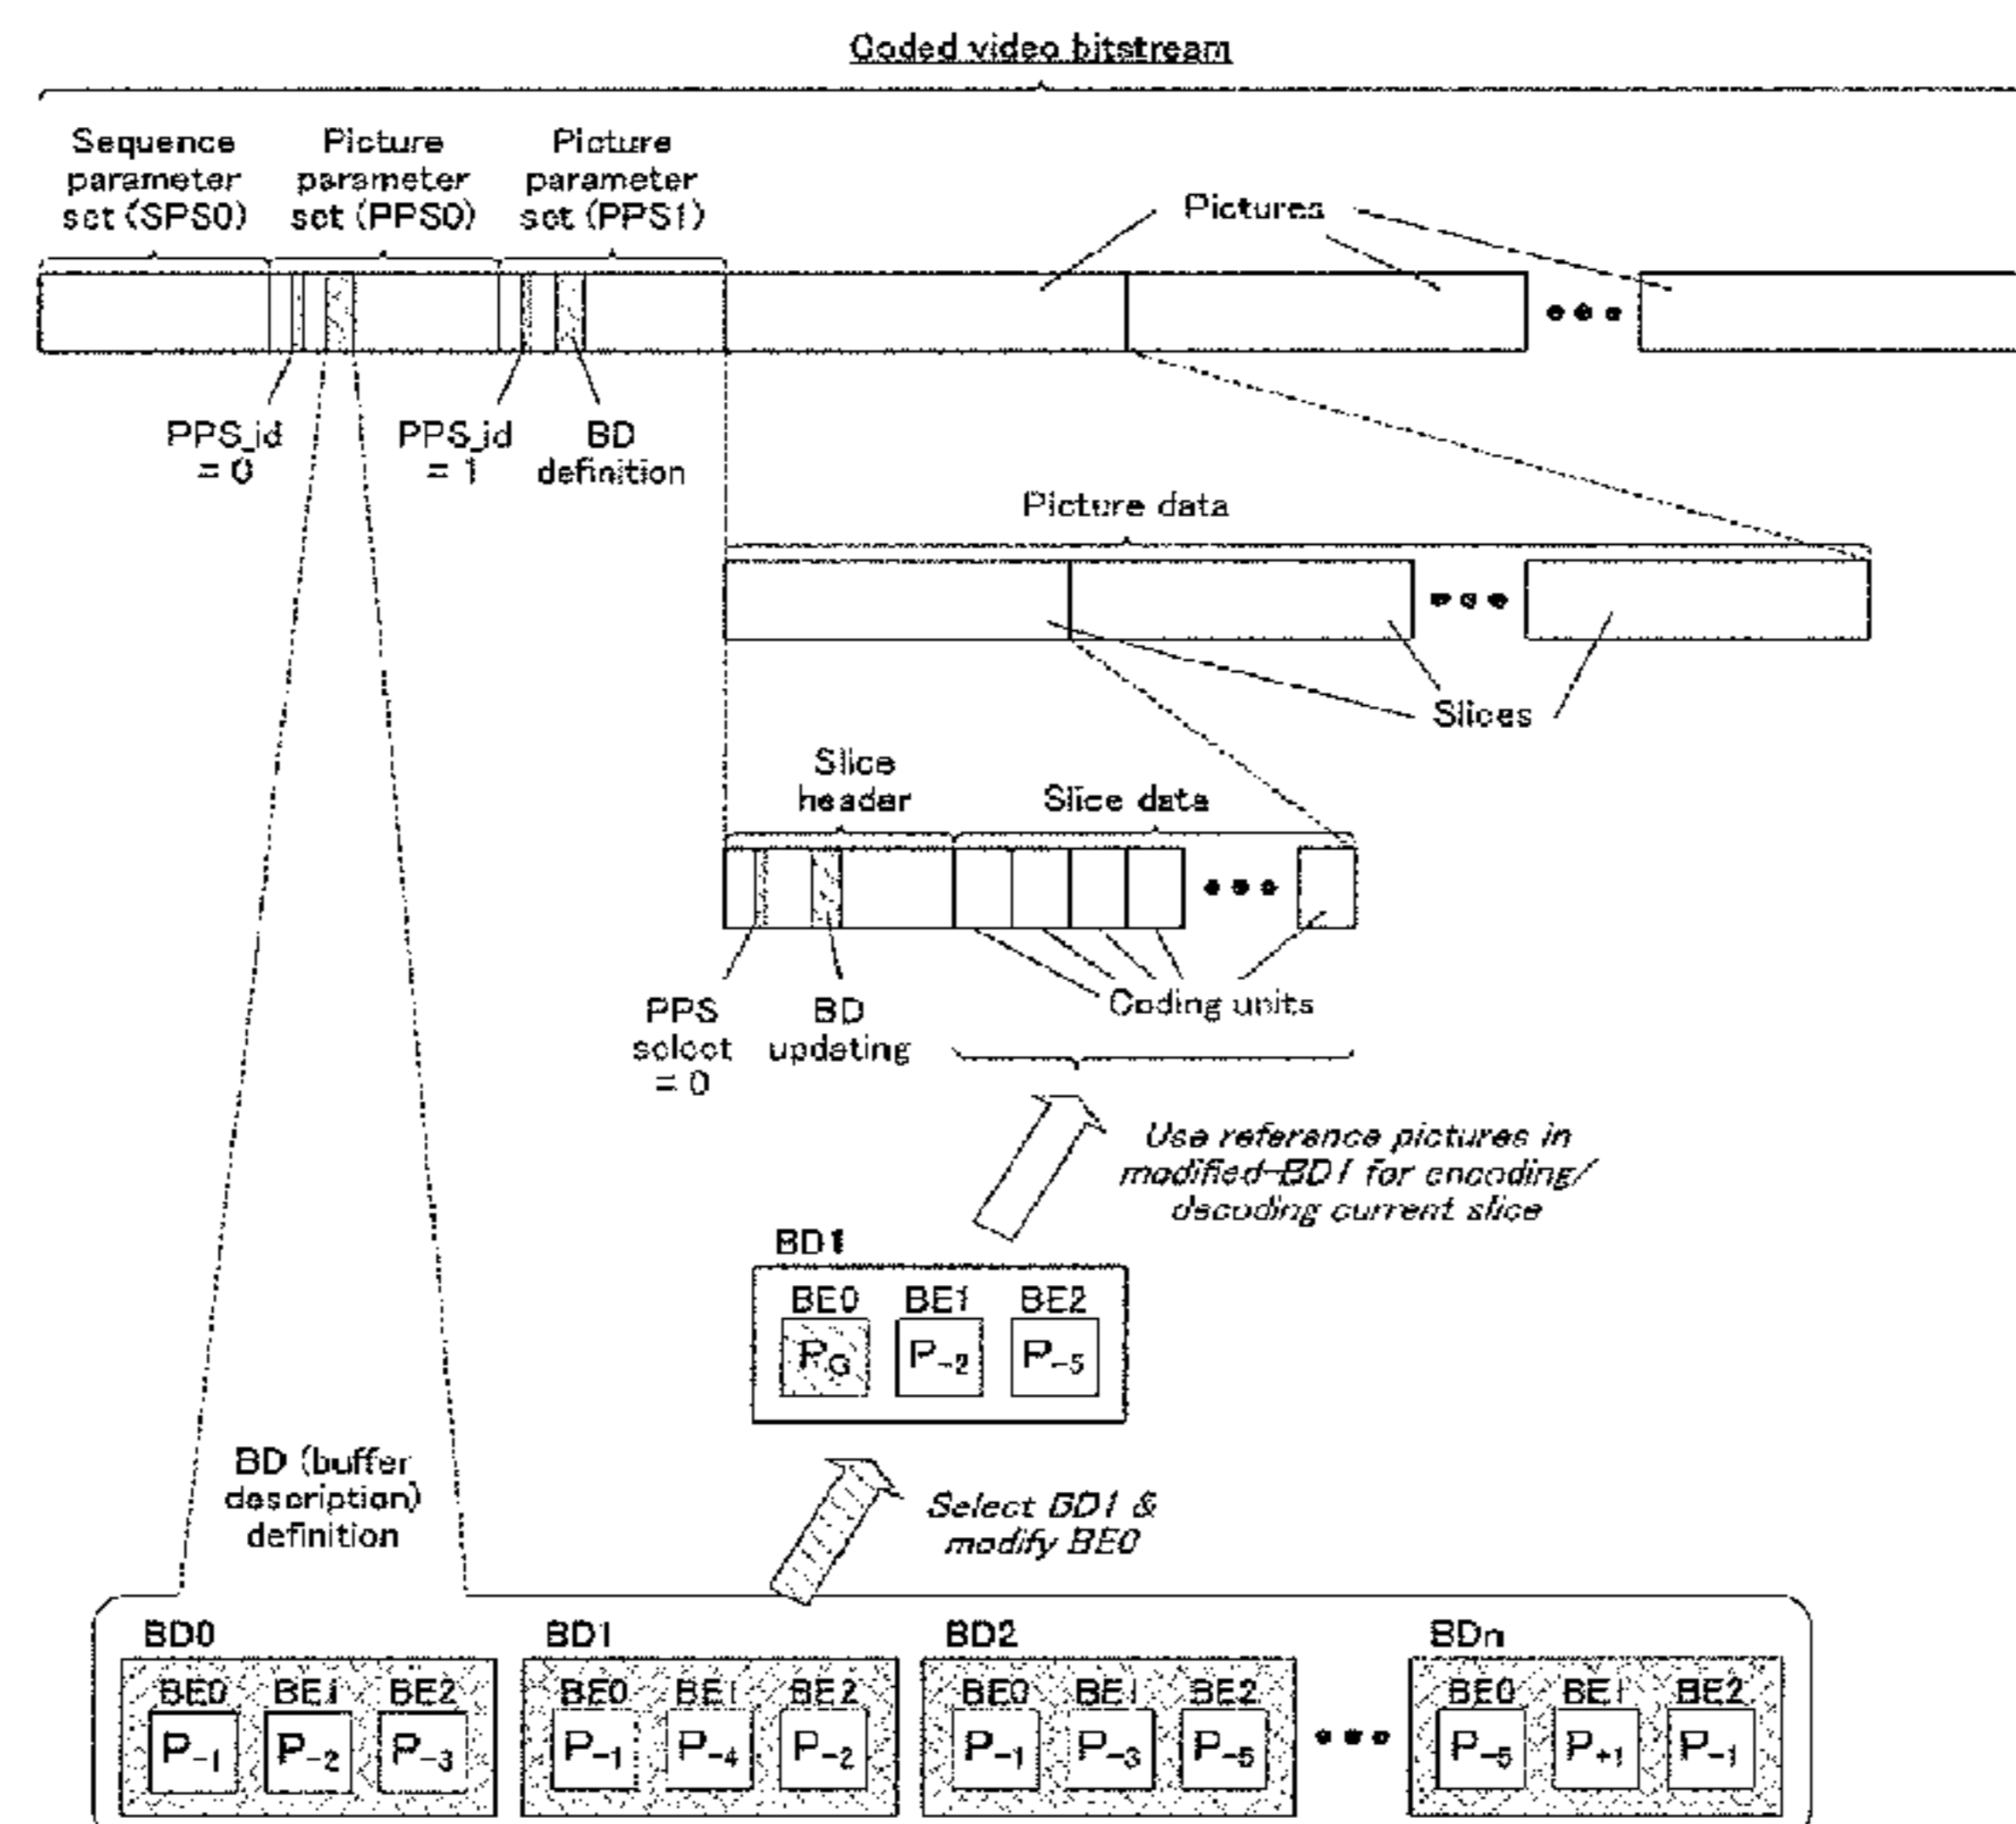 Coded video bitstream
Sequence parameter set (SPS0)
Picture parameter set (PPS0)
Picture parameter set (PPS1)
Pictures
PPS_id = 0
PPS_id = 1
BD definition
Picture data
Slices
Slice header
Slice data
PPS select = 0
BD updating
Coding units
Use reference pictures in
modified-BD1 for encoding/
decoding current slice
BD1
BE0 BE1 BE2
P-2 P-5
BD (buffer
description)
definition
Select BD1 &
modify BE0
BD0 BD1 BD2 BDn
BE0 BE1 BE2 BE0 BE1 BE2 BE0 BE1 BE2 BE0 BE1 BE2
P-1 P-2 P-3 P-1 P-4 P-2 P-1 P-3 P-5 P-5 P+1 P-1